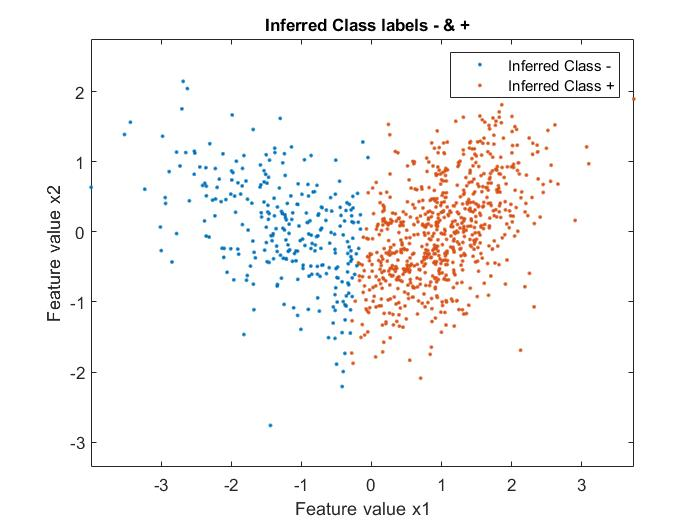 Inferred Class labels - & +
Inferred Class -
Inferred Class +
2
1
0
-1
-2
-3
Feature value x2
-3 -2 -1 0 1 2 3
Feature value x1